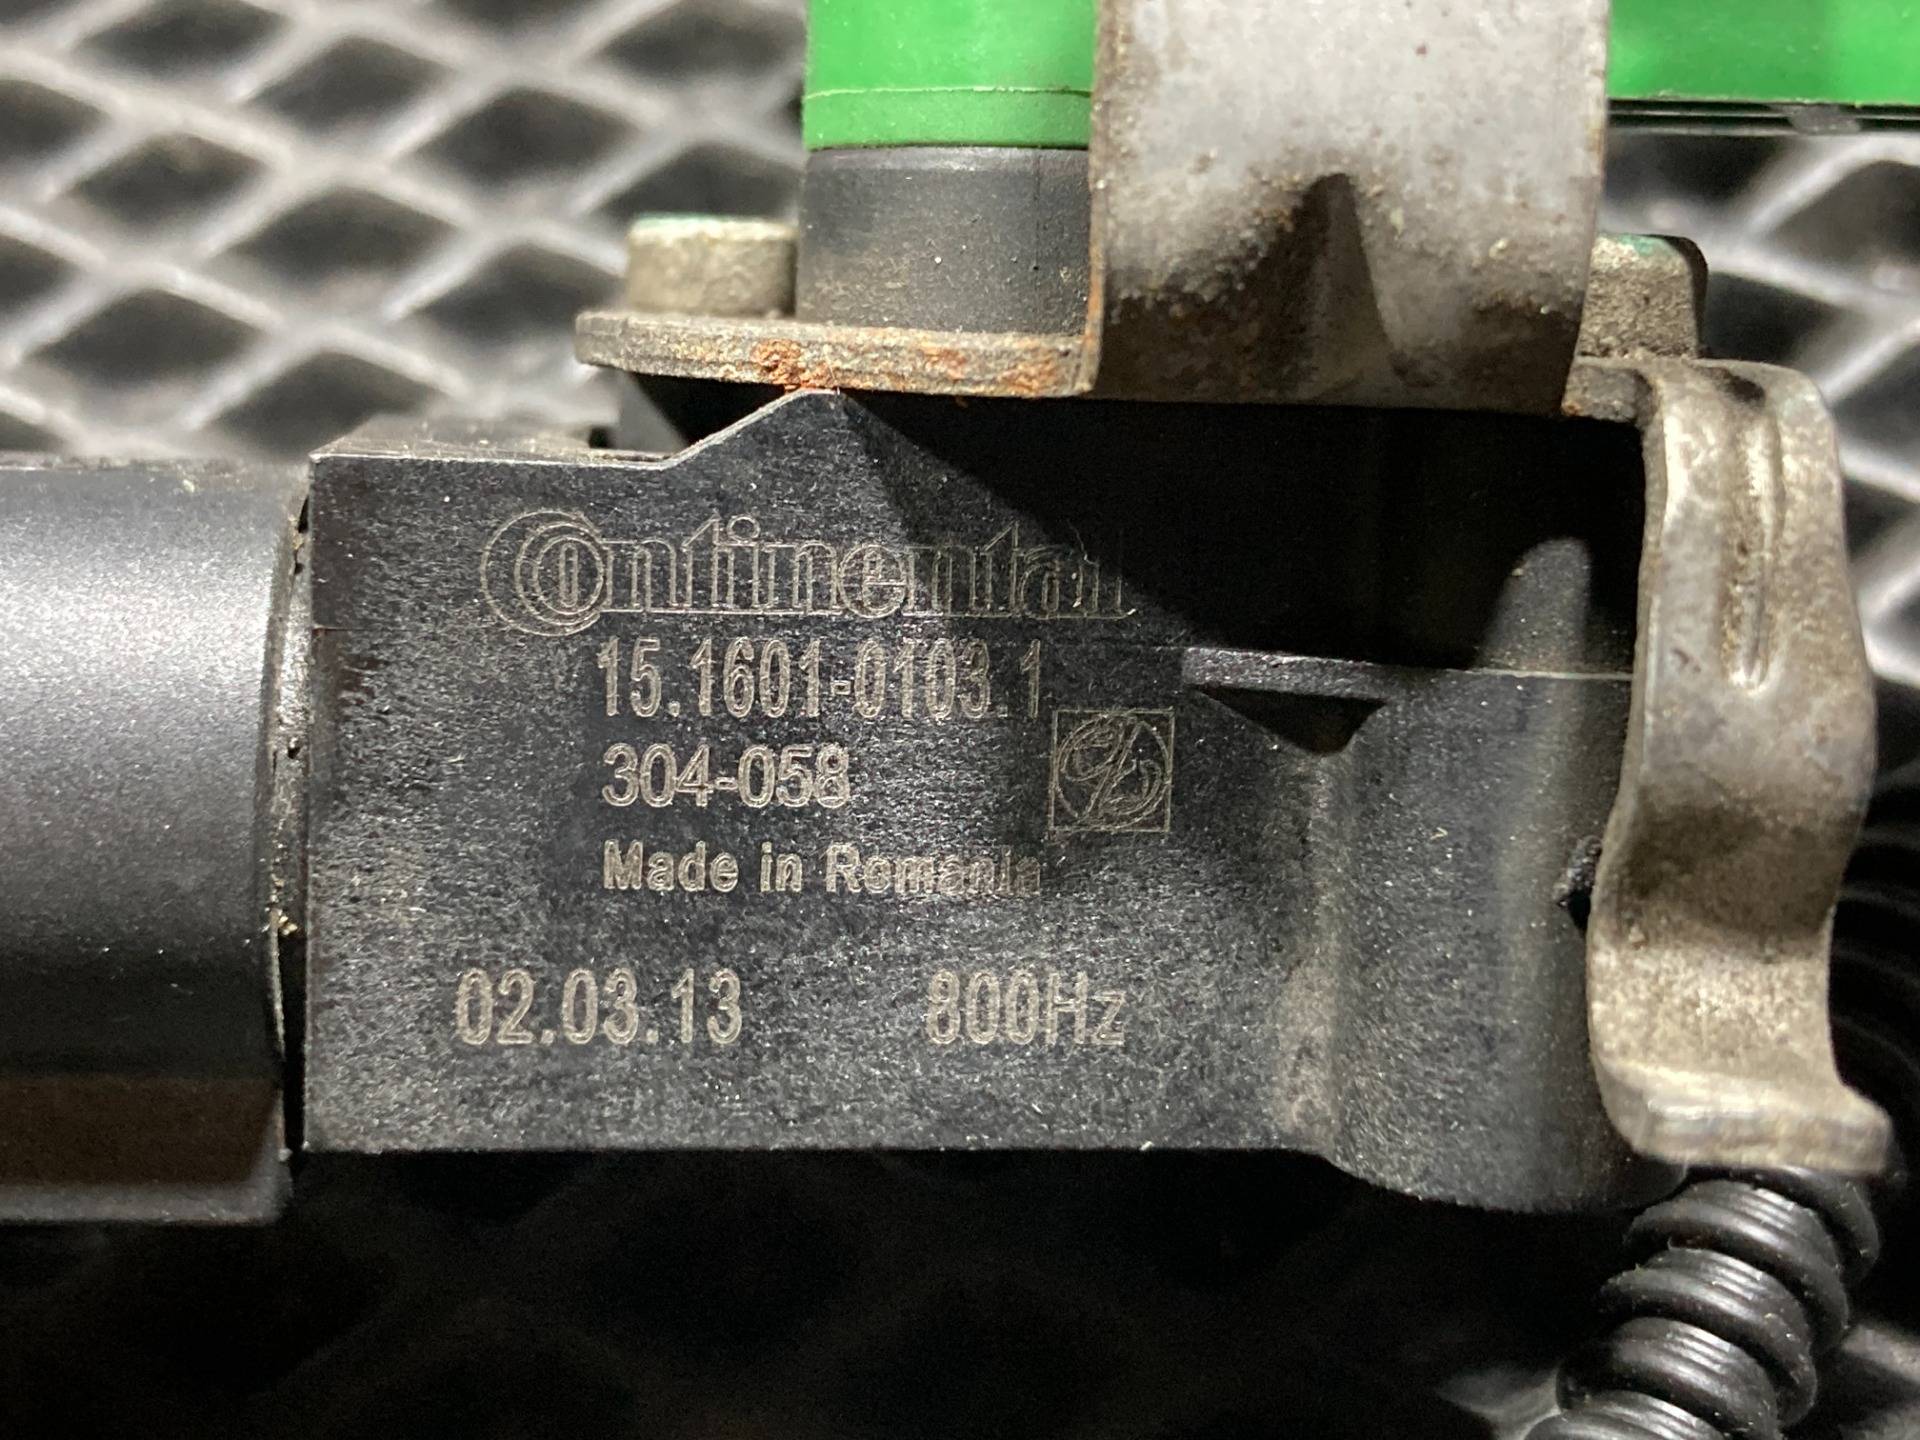 Continental
15.1601-0103.1
304-058
Made in Romania
02.03.13 800Hz